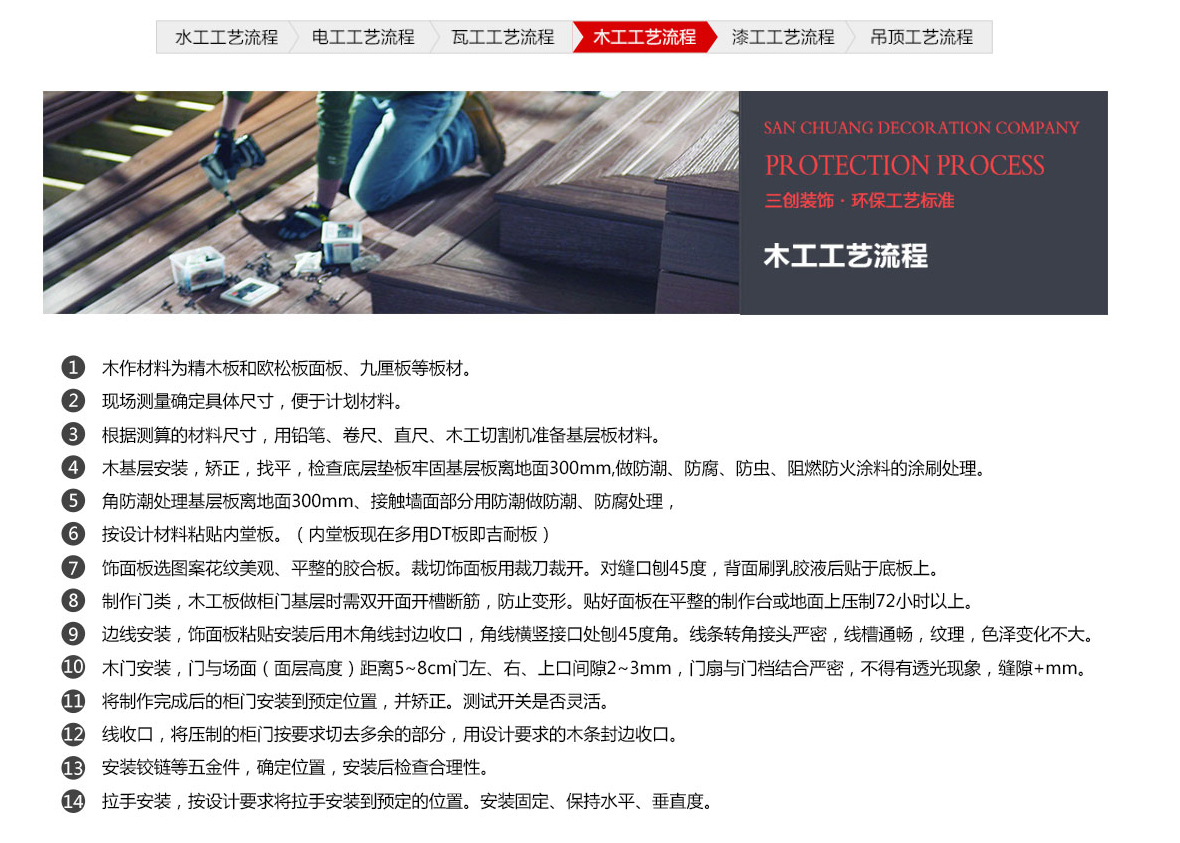 水工工艺流程
电工工艺流程
瓦工工艺流程
木工工艺流程
漆工工艺流程
吊顶工艺流程
SAN CHUANG DECORATION COMPANY
PROTECTION PROCESS
三创装饰·环保工艺标准
木工工艺流程
1 木作材料为精木板和欧松板面板、九厘板等板材。
2 现场测量确定具体尺寸，便于计划材料。
3 根据测算的材料尺寸，用铅笔、卷尺、直尺、木工切割机准备基层板材料。
4 木基层安装，矫正，找平，检查底层垫板牢固基层板离地面300mm,做防潮、防腐、防虫、阻燃防火涂料的涂刷处理。
5 角防潮处理基层板离地面300mm、接触墙面部分用防潮做防潮、防腐处理，
6 按设计材料粘贴内堂板。（内堂板现在多用DT板即吉耐板）
7 饰面板选图案花纹美观、平整的胶合板。裁切饰面板用裁刀裁开。对缝口刨45度，背面刷乳胶液后贴于底板上。
8 制作门类，木工板做柜门基层时需双开面开槽断筋，防止变形。贴好面板在平整的制作台或地面上压制72小时以上。
9 边线安装，饰面板粘贴安装后用木角线封边收口，角线横竖接口处刨45度角。线条转角接头严密，线槽通畅，纹理，色泽变化不大。
10 木门安装，门与场面（面层高度）距离5~8cm门左、右、上口间隙2~3mm，门扇与门档结合严密，不得有透光现象，缝隙+mm。
11 将制作完成后的柜门安装到预定位置，并矫正。测试开关是否灵活。
12 线收口，将压制的柜门按要求切去多余的部分，用设计要求的木条封边收口。
13 安装铰链等五金件，确定位置，安装后检查合理性。
14 拉手安装，按设计要求将拉手安装到预定的位置。安装固定、保持水平、垂直度。